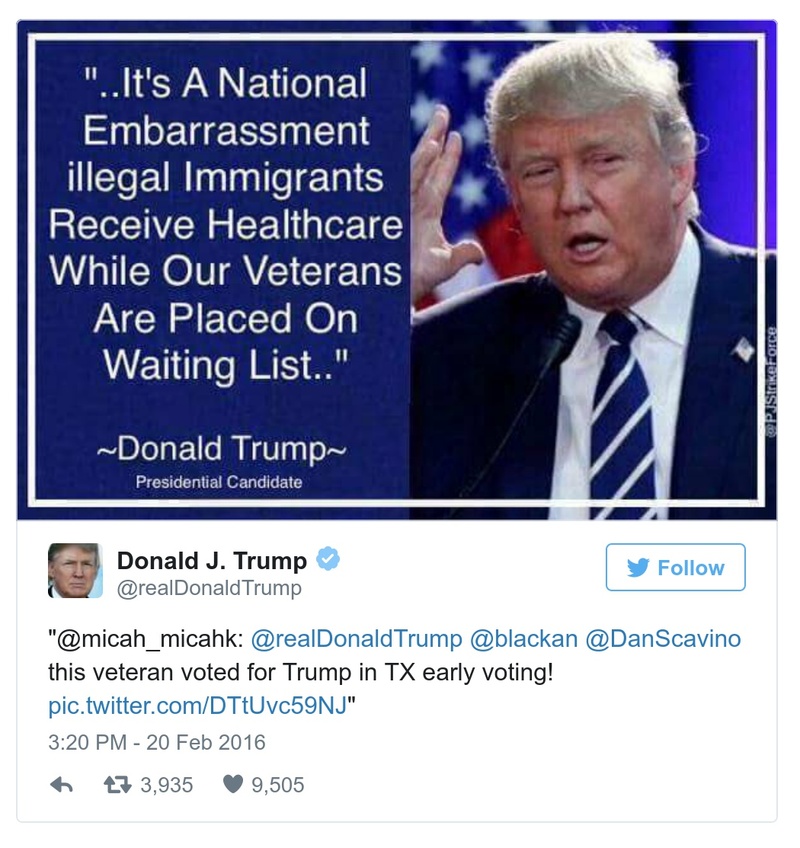 "..It's A National
Embarrassment
illegal Immigrants
Receive Healthcare
While Our Veterans
Are Placed On
Waiting List.."
~Donald Trump~
Presidential Candidate
@PJStrikeForce
Donald J. Trump
@realDonaldTrump
Follow
"@micah_micahk: @realDonaldTrump @blackan @DanScavino
this veteran voted for Trump in TX early voting!
pic.twitter.com/DTtUvc59NJ"
3:20 PM - 20 Feb 2016
3,935 9,505